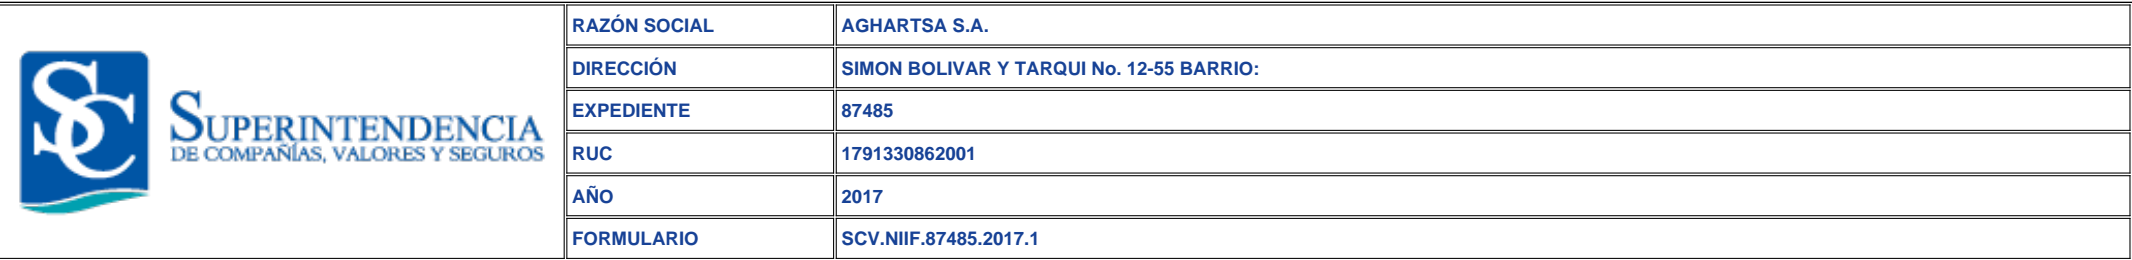 SC
SUPERINTENDENCIA
DE COMPAÑÍAS, VALORES Y SEGUROS
RAZÓN SOCIAL AGHARTSA S.A.
DIRECCIÓN SIMON BOLIVAR Y TARQUI No. 12-55 BARRIO:
EXPEDIENTE 87485
RUC 1791330862001
AÑO 2017
FORMULARIO SCV.NIIF.87485.2017.1